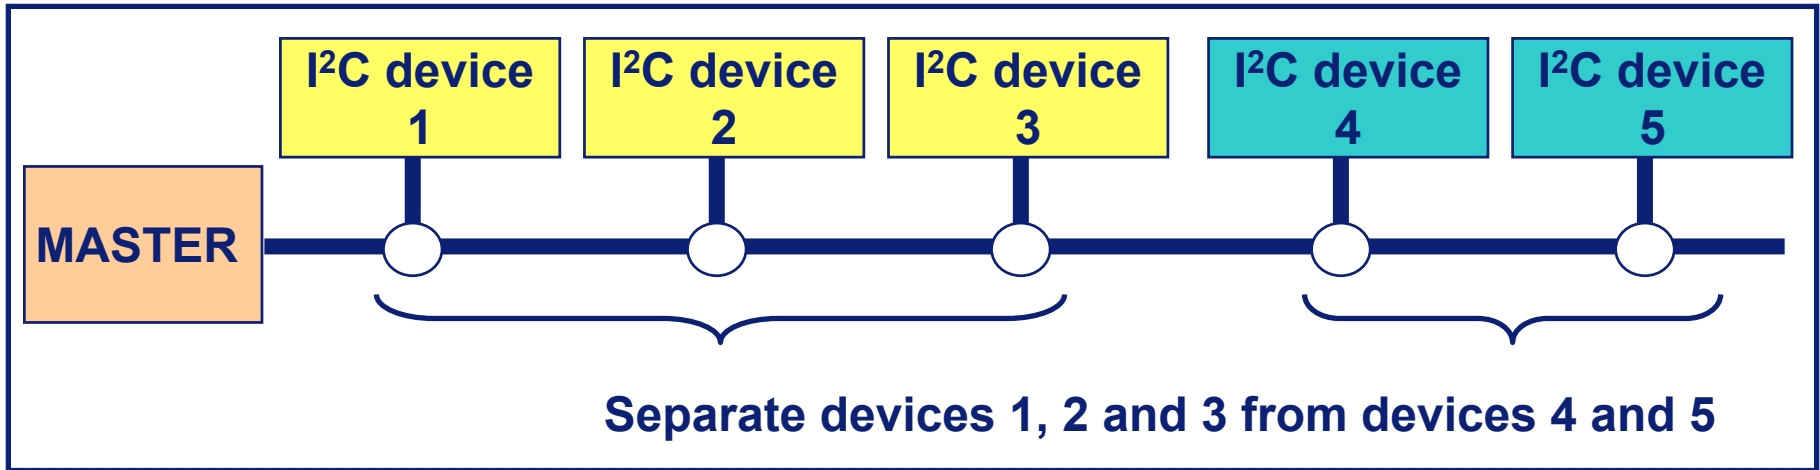 I²C device
1
I²C device
2
I²C device
3
I²C device
4
I²C device
5
MASTER
Separate devices 1, 2 and 3 from devices 4 and 5